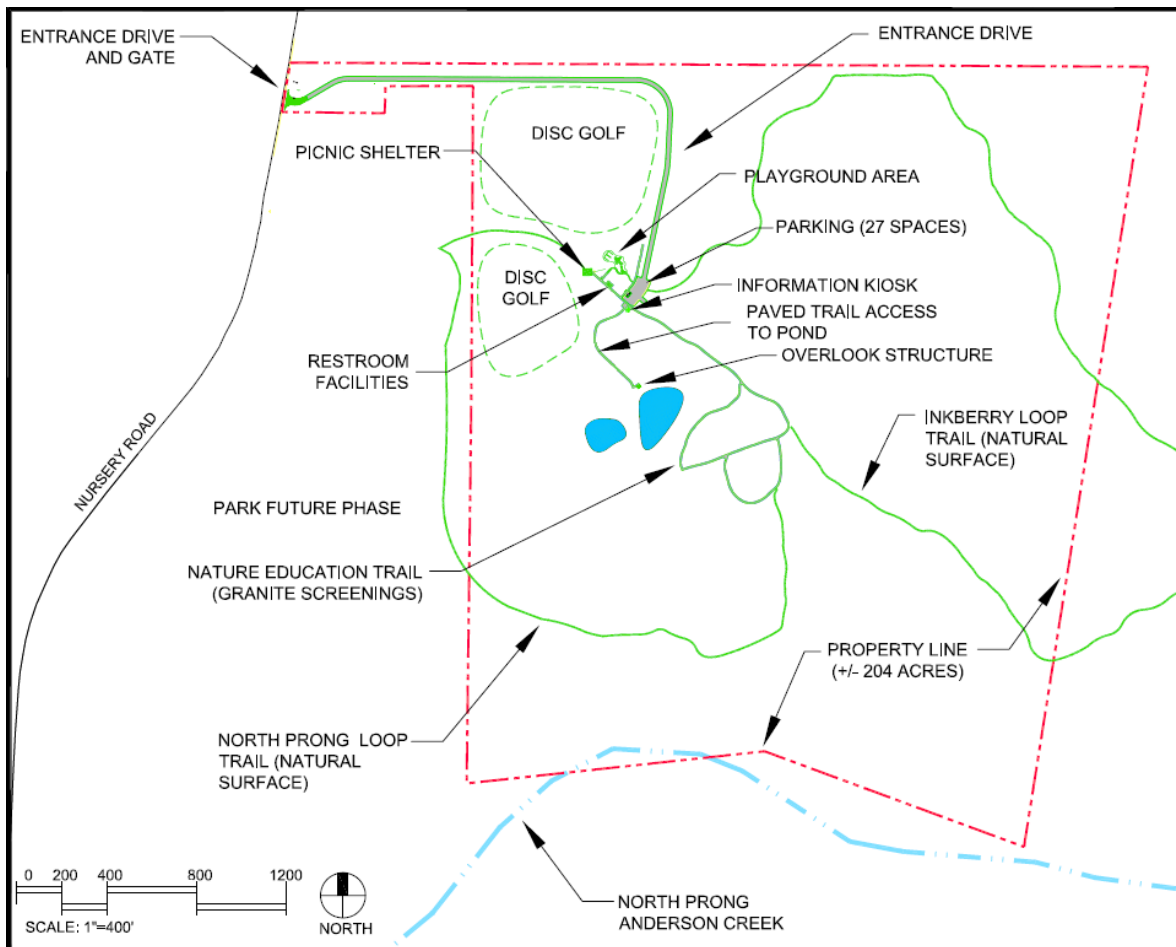 ENTRANCE DRIVE
AND GATE
ENTRANCE DRIVE
DISC GOLF
PICNIC SHELTER
PLAYGROUND AREA
PARKING (27 SPACES)
DISC
GOLF
INFORMATION KIOSK
PAVED TRAIL ACCESS
TO POND
OVERLOOK STRUCTURE
RESTROOM
FACILITIES
INKBERRY LOOP
TRAIL (NATURAL
SURFACE)
NURSERY ROAD
PARK FUTURE PHASE
NATURE EDUCATION TRAIL
(GRANITE SCREENINGS)
PROPERTY LINE
(+/- 204 ACRES)
NORTH PRONG LOOP
TRAIL (NATURAL
SURFACE)
0 200 400 800 1200
SCALE: 1"=400'
NORTH
NORTH PRONG
ANDERSON CREEK